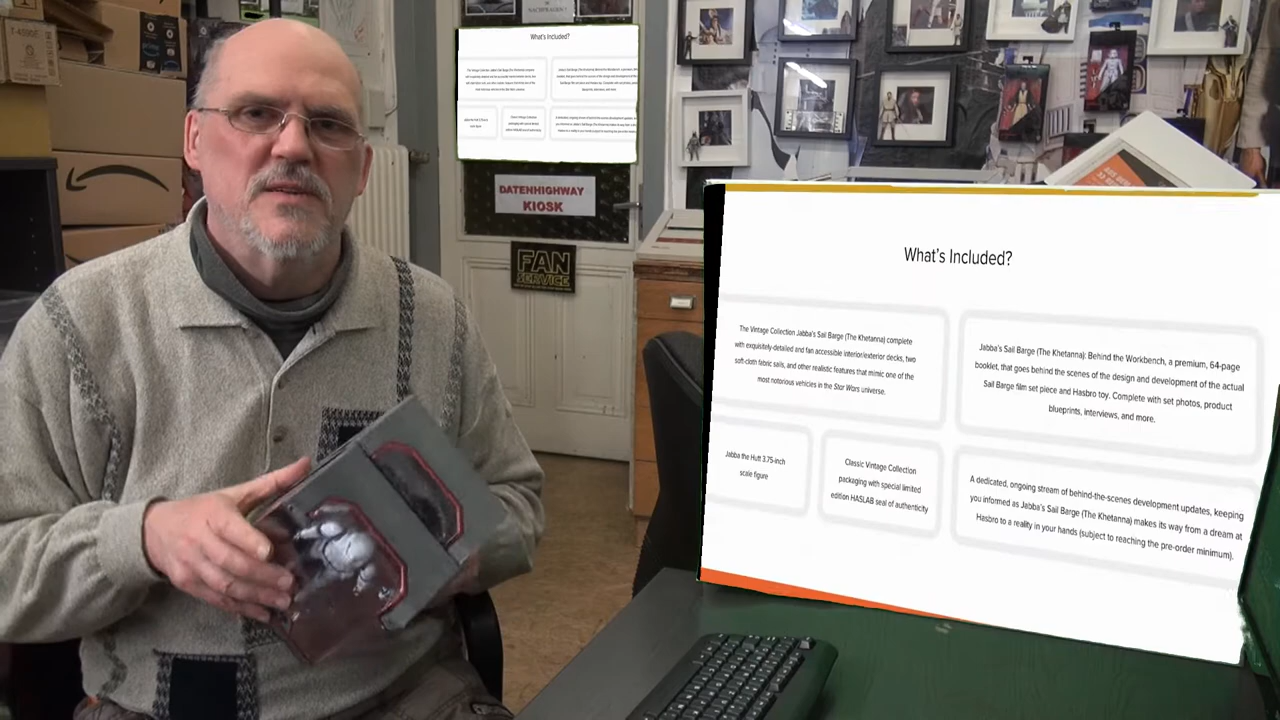 What's Included?
DATENHIGHWAY
KIOSK
FAN
SERVICE
What's Included?
The Vintage Collection Jabba's Sail Barge (The Khetanna) complete
with exquisitely-detailed and fan accessible interior/exterior decks, two
soft-cloth fabric sails, and other realistic features that mimic one of the
most notorious vehicles in the Star Wars universe.
Jabba's Sail Barge (The Khetanna): Behind the Workbench, a premium, 64-page
booklet, that goes behind the scenes of the design and development of the actual
Sail Barge film set piece and Hasbro toy. Complete with set photos, product
blueprints, interviews, and more.
Jabba the Hutt 3.75-inch
scale figure
Classic Vintage Collection
packaging with special limited
edition HASLAB seal of authenticity
A dedicated, ongoing stream of behind-the-scenes development updates, keeping
you informed as Jabba's Sail Barge (The Khetanna) makes its way from a dream at
Hasbro to a reality in your hands (subject to reaching the pre-order minimum).